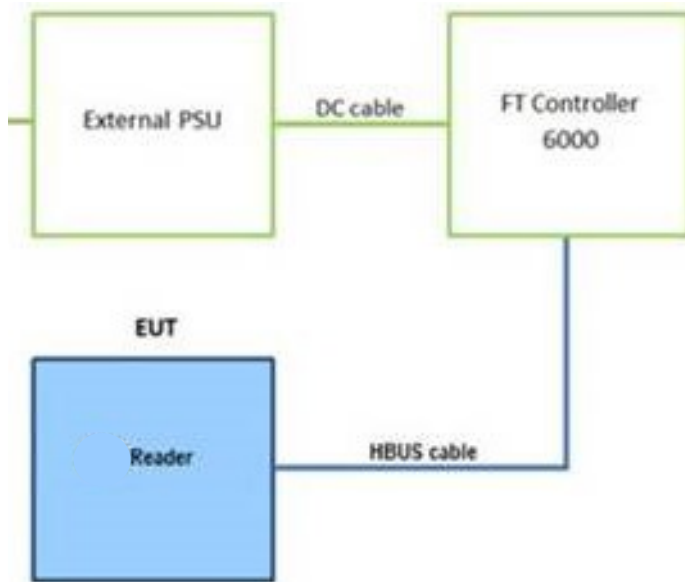 External PSU
DC cable
FT Controller
6000
EUT
Reader
HBUS cable